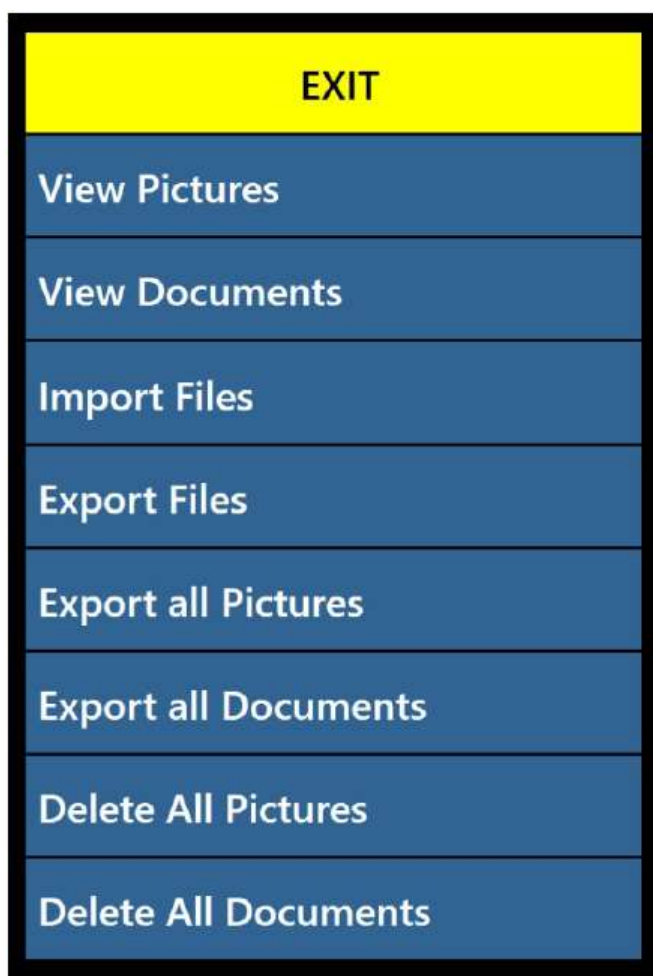 EXIT
View Pictures
View Documents
Import Files
Export Files
Export all Pictures
Export all Documents
Delete All Pictures
Delete All Documents